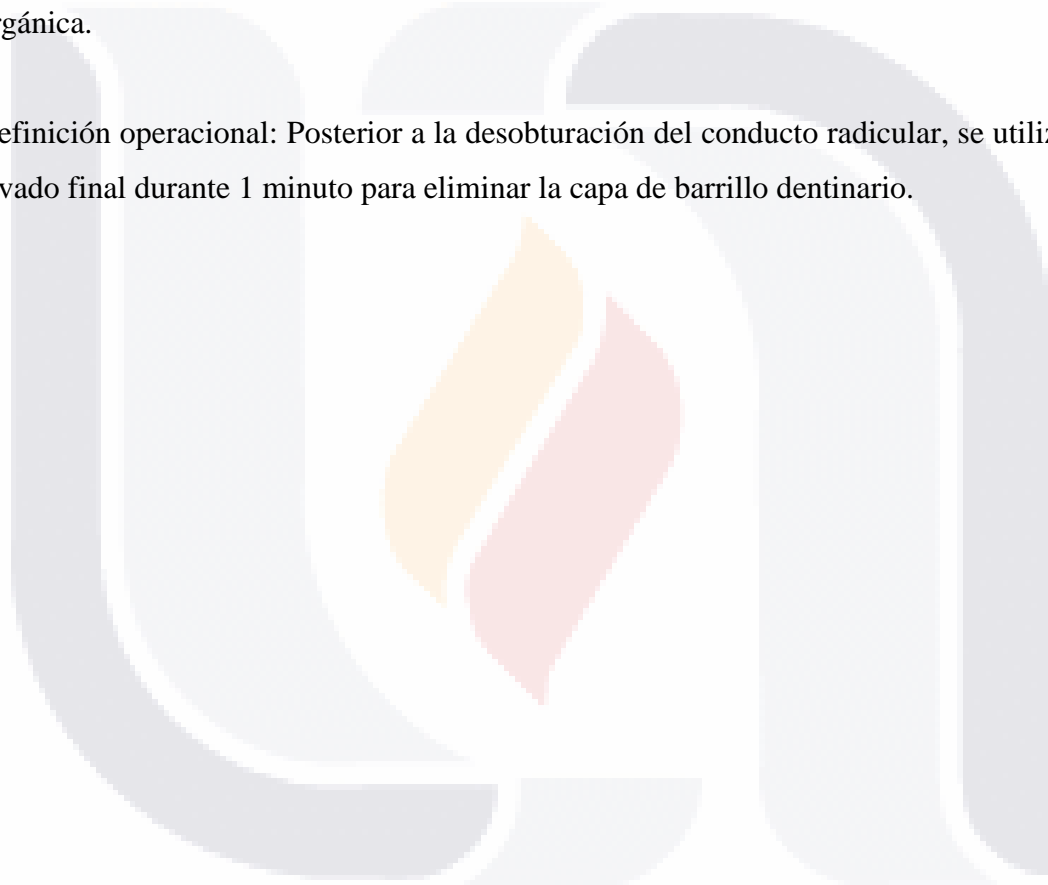 rgánica.
efinición operacional: Posterior a la desobturación del conducto radicular, se utiliz
vado final durante 1 minuto para eliminar la capa de barrillo dentinario.